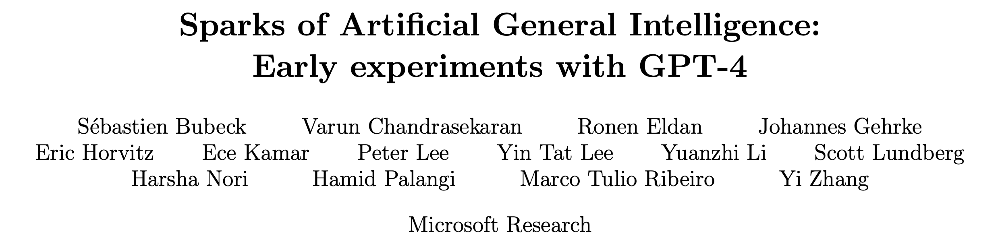 Sparks of Artificial General Intelligence:
Early experiments with GPT-4
Sébastien Bubeck Varun Chandrasekaran Ronen Eldan Johannes Gehrke
Eric Horvitz Ece Kamar Peter Lee Yin Tat Lee Yuanzhi Li Scott Lundberg
Harsha Nori Hamid Palangi Marco Tulio Ribeiro Yi Zhang
Microsoft Research